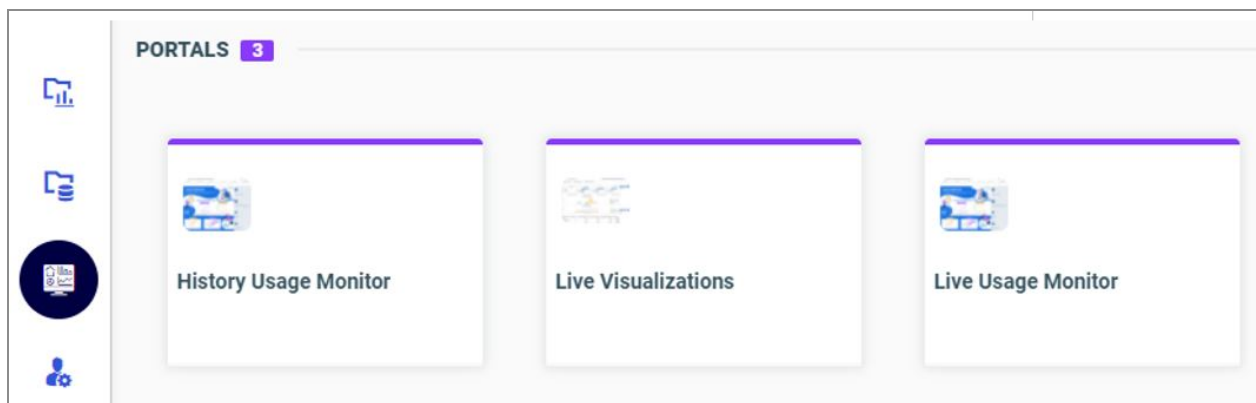 PORTALS 3
History Usage Monitor
Live Visualizations
Live Usage Monitor